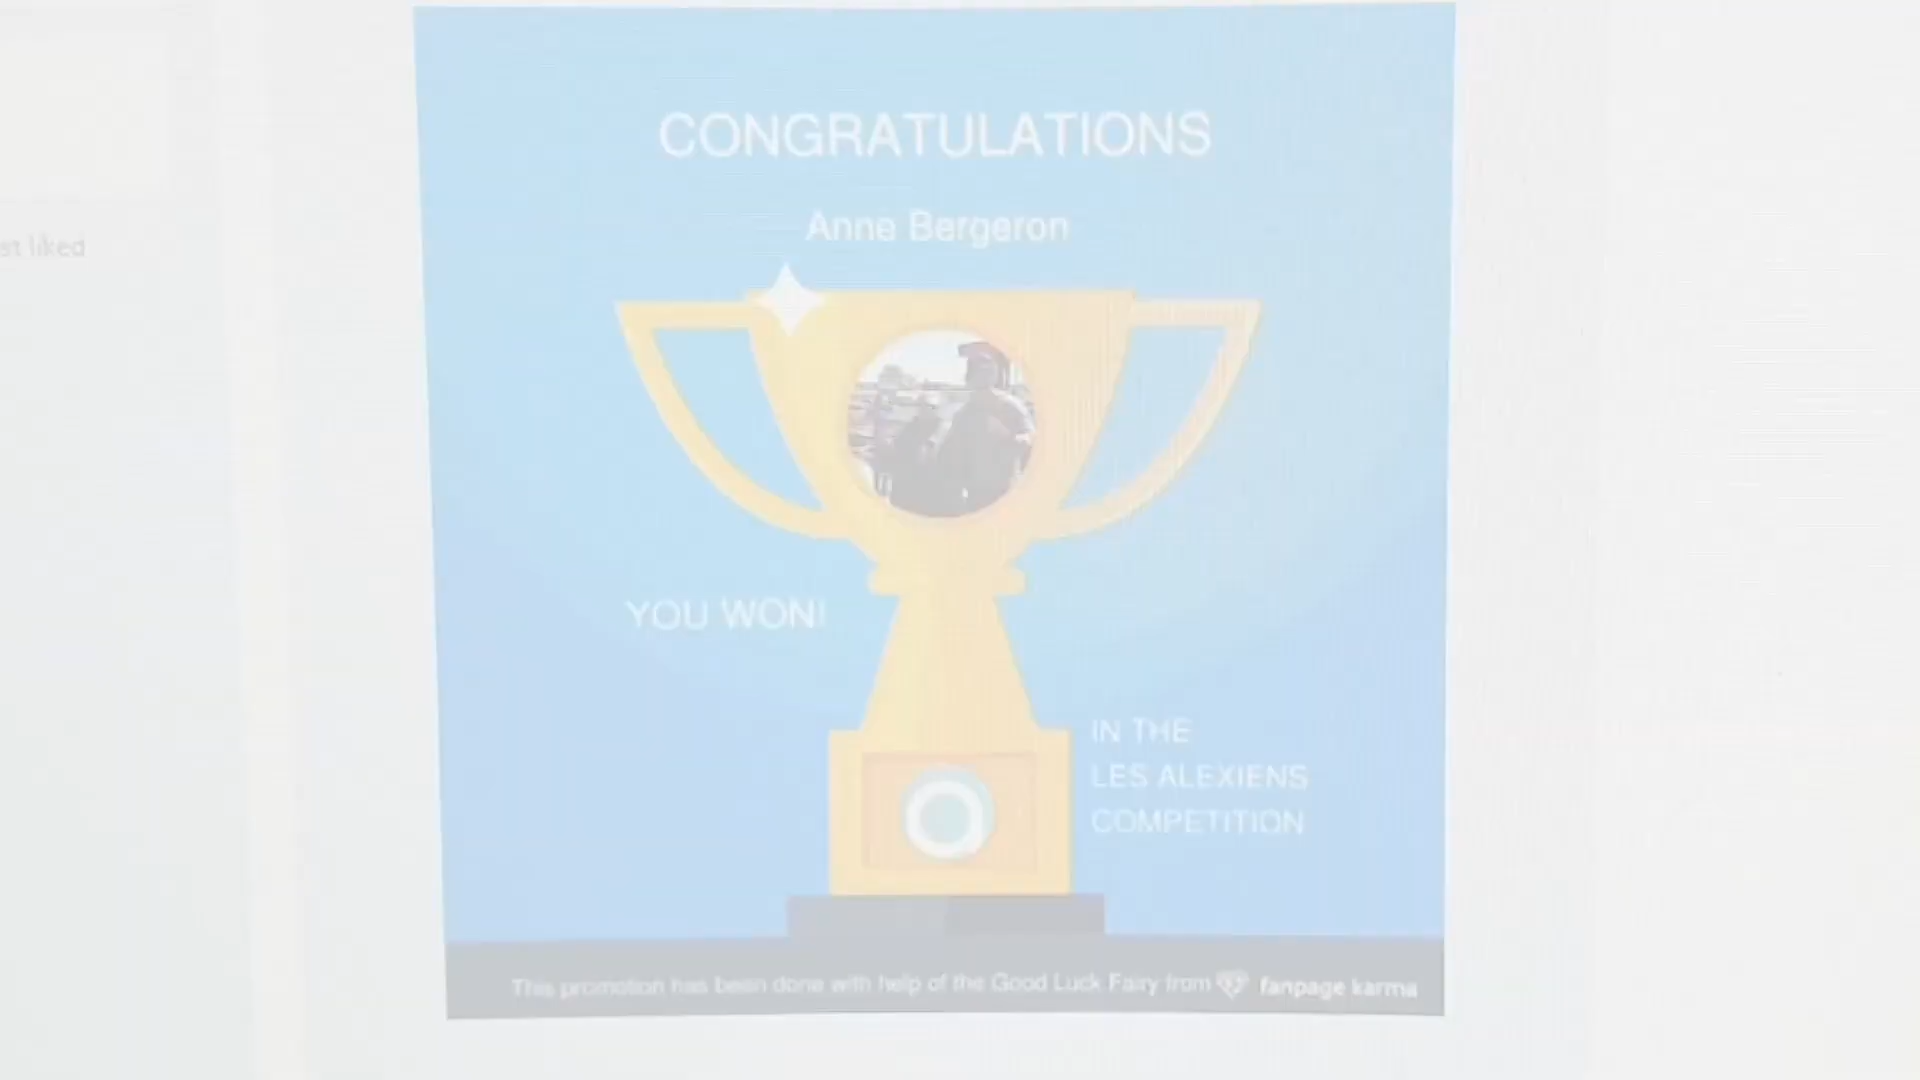 CONGRATULATIONS
Anne Bergeron
st liked
YOU WON!
IN THE
LES ALEXIENS
COMPETITION
This promotion has been done with help of the Good Luck Fairy from fanpage karma